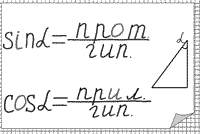 sinα = прот. / гип.
cosα = прил. / гип.
α